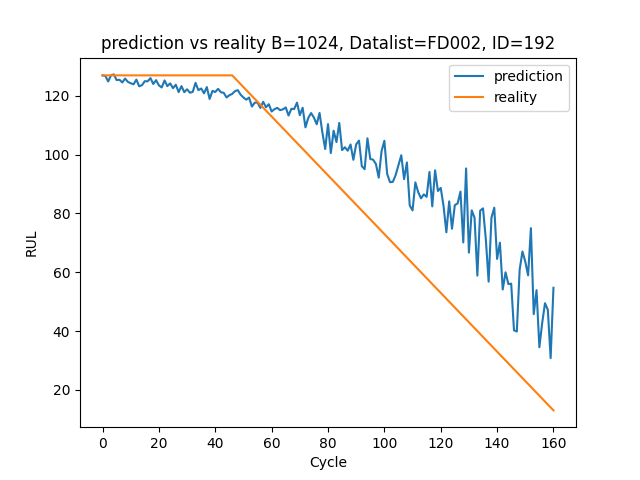 prediction vs reality B=1024, Datalist=FD002, ID=192
prediction
reality
RUL
120
100
80
60
40
20
0 20 40 60 80 100 120 140 160
Cycle